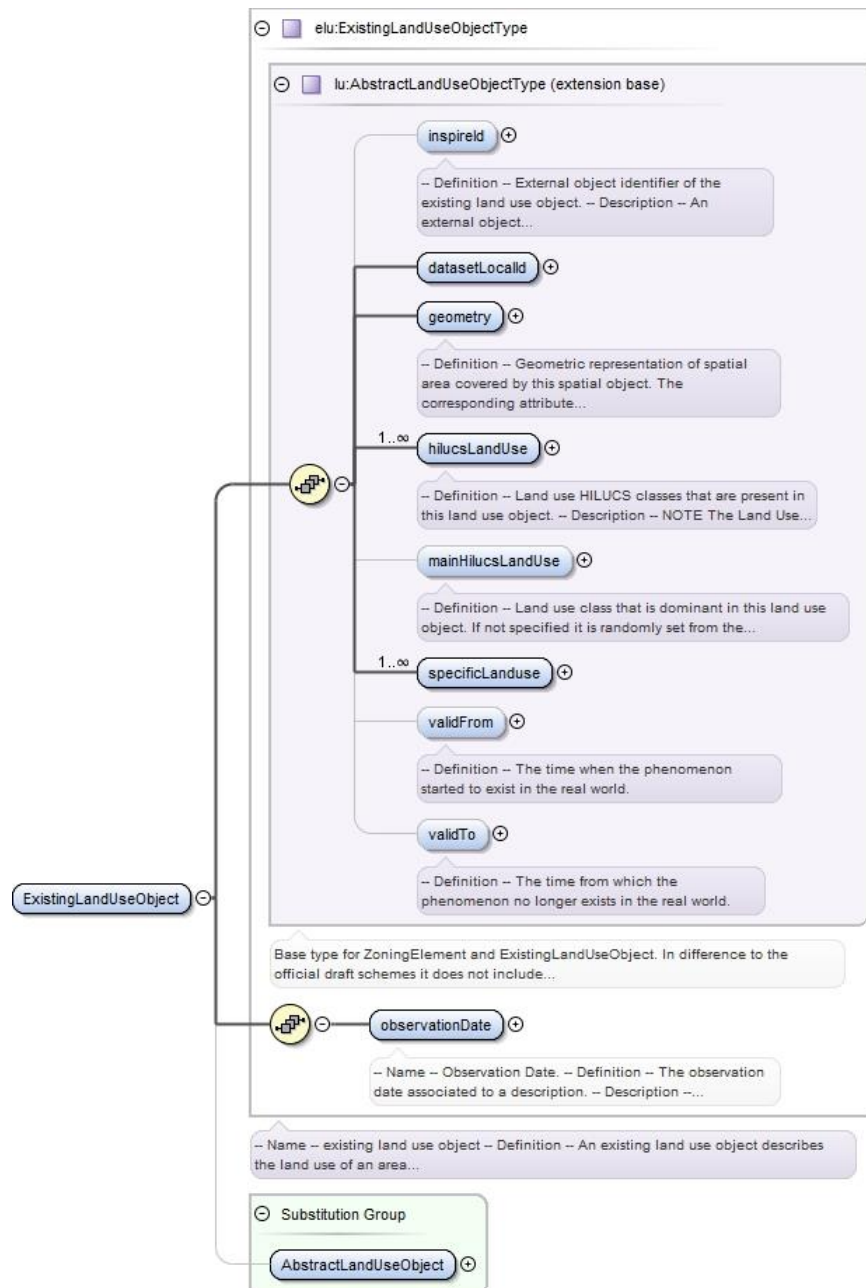 elu:ExistingLandUseObjectType
lu:AbstractLandUseObjectType (extension base)
inspireId
-- Definition -- External object identifier of the
existing land use object. -- Description -- An
external object...
datasetLocalId
geometry
-- Definition -- Geometric representation of spatial
area covered by this spatial object. The
corresponding attribute...
1..∞
hilucsLandUse
-- Definition -- Land use HILUCS classes that are present in
this land use object. -- Description -- NOTE The Land Use...
mainHilucsLandUse
-- Definition -- Land use class that is dominant in this land use
object. If not specified it is randomly set from the...
1..∞
specificLanduse
validFrom
-- Definition -- The time when the phenomenon
started to exist in the real world.
validTo
-- Definition -- The time from which the
phenomenon no longer exists in the real world.
ExistingLandUseObject
Base type for ZoningElement and ExistingLandUseObject. In difference to the
official draft schemes it does not include...
observationDate
-- Name -- Observation Date. -- Definition -- The observation
date associated to a description. -- Description --...
-- Name -- existing land use object -- Definition -- An existing land use object describes
the land use of an area...
Substitution Group
AbstractLandUseObject